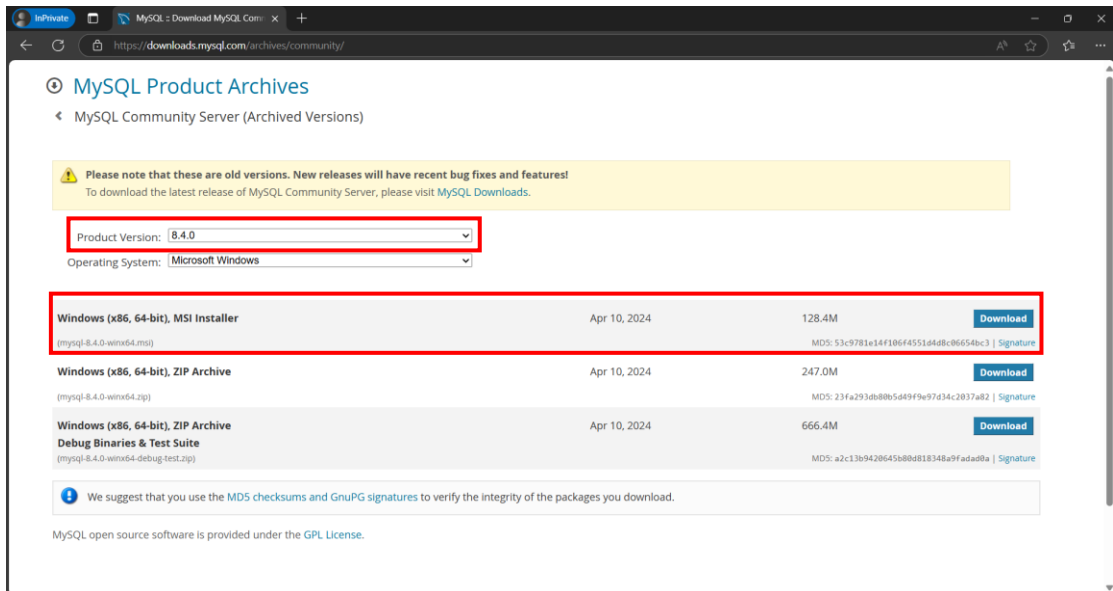 InPrivate
MySQL :: Download MySQL Com
https://downloads.mysql.com/archives/community/
MySQL Product Archives
MySQL Community Server (Archived Versions)
Please note that these are old versions. New releases will have recent bug fixes and features!
To download the latest release of MySQL Community Server, please visit MySQL Downloads.
Product Version: 8.4.0
Operating System: Microsoft Windows
Windows (x86, 64-bit), MSI Installer Apr 10, 2024 128.4M Download
(mysql-8.4.0-winx64.msi) MD5: 53c9781e14f106f4551d4d8c06654bc3 | Signature
Windows (x86, 64-bit), ZIP Archive Apr 10, 2024 247.0M Download
(mysql-8.4.0-winx64.zip) MD5: 23fa293db80b5d49f9e97d34c2037a82 | Signature
Windows (x86, 64-bit), ZIP Archive Apr 10, 2024 666.4M Download
Debug Binaries & Test Suite
(mysql-8.4.0-winx64-debug-test.zip) MD5: a2c13b9420645b80d818348a9fadad0a | Signature
We suggest that you use the MD5 checksums and GnuPG signatures to verify the integrity of the packages you download.
MySQL open source software is provided under the GPL License.